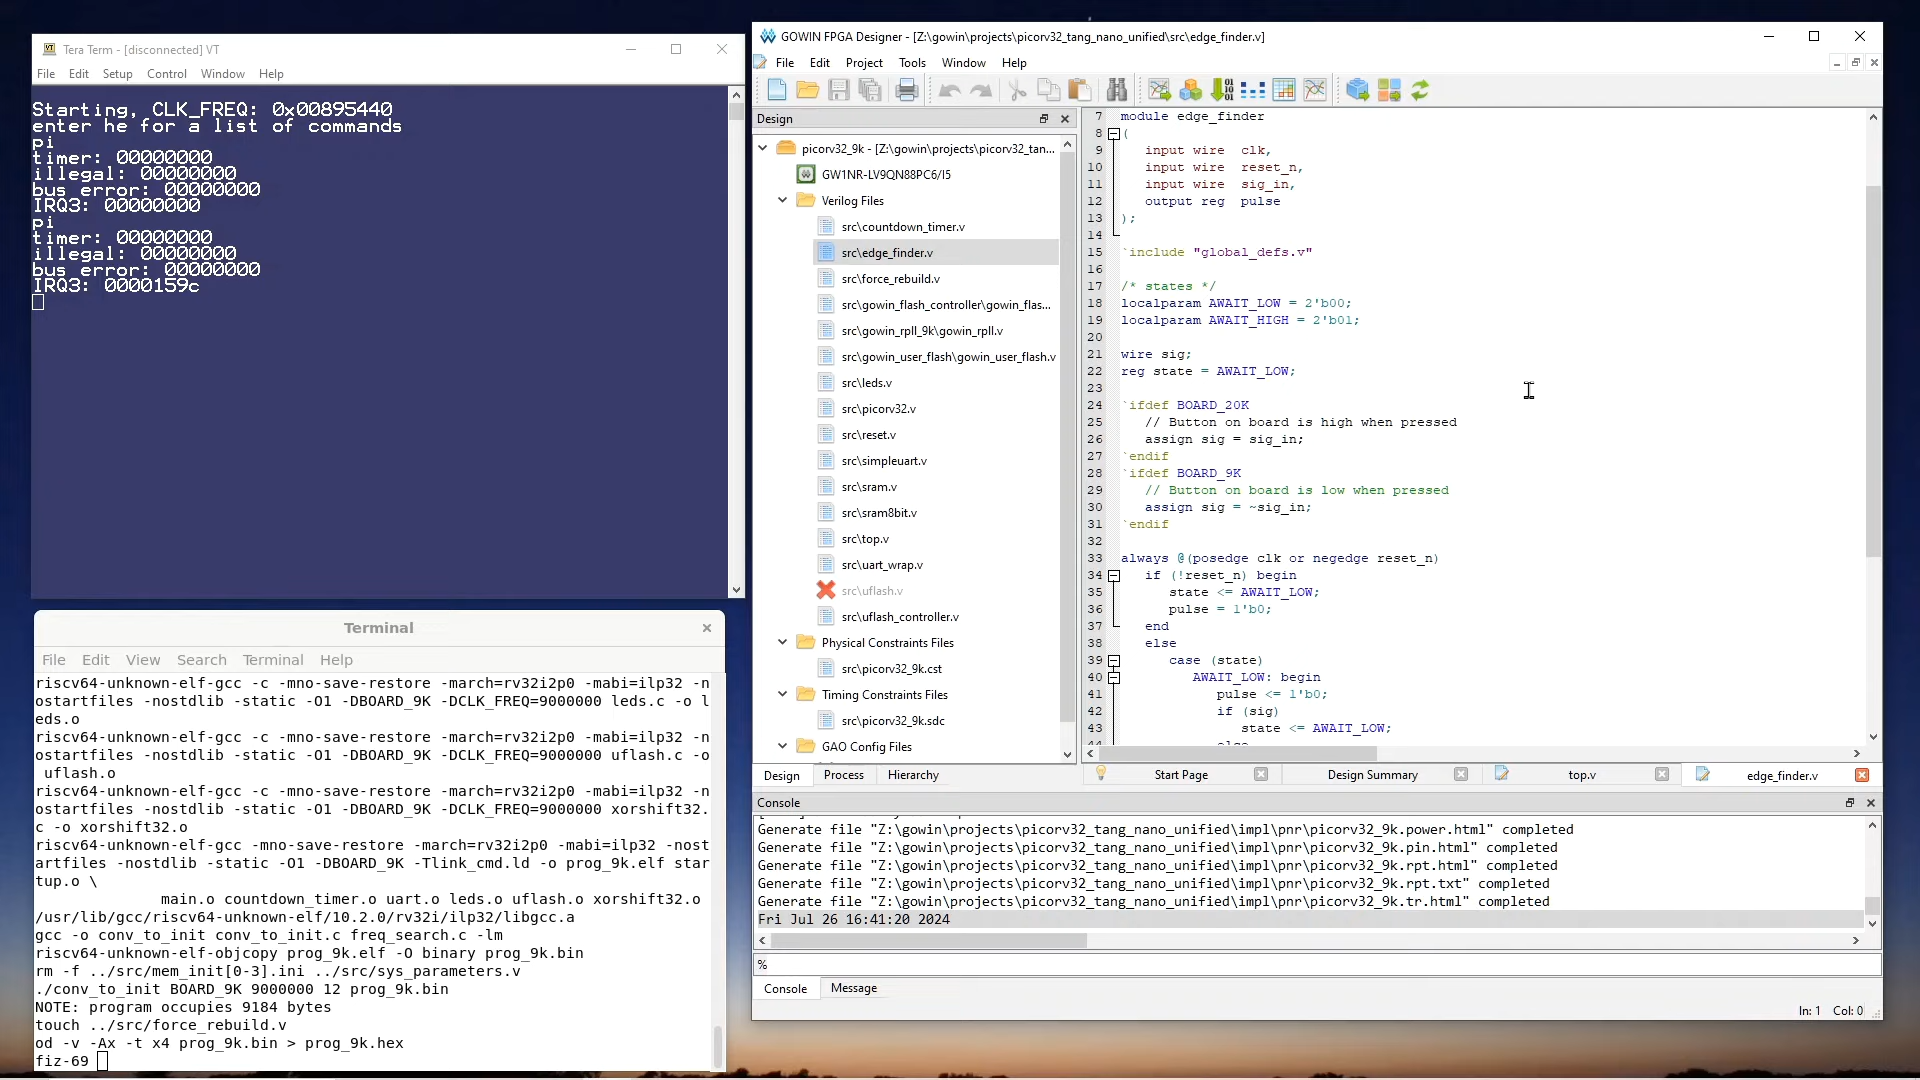 Tera Term - [disconnected] VT
File Edit Setup Control Window Help
Starting, CLK_FREQ: 0x00895440
enter he for a list of commands
pi
timer: 00000000
illegal: 00000000
bus error: 00000000
IRQ3: 00000000
pi
timer: 00000000
illegal: 00000000
bus error: 00000000
IRQ3: 0000159c
Terminal
File Edit View Search Terminal Help
riscv64-unknown-elf-gcc -c -mno-save-restore -march=rv32i2p0 -mabi=ilp32 -n
ostartfiles -nostdlib -static -O1 -DBOARD_9K -DCLK_FREQ=9000000 leds.c -o l
eds.o
riscv64-unknown-elf-gcc -c -mno-save-restore -march=rv32i2p0 -mabi=ilp32 -n
ostartfiles -nostdlib -static -O1 -DBOARD_9K -DCLK_FREQ=9000000 uflash.c -o
 uflash.o
riscv64-unknown-elf-gcc -c -mno-save-restore -march=rv32i2p0 -mabi=ilp32 -n
ostartfiles -nostdlib -static -O1 -DBOARD_9K -DCLK_FREQ=9000000 xorshift32.
c -o xorshift32.o
riscv64-unknown-elf-gcc -mno-save-restore -march=rv32i2p0 -mabi=ilp32 -nost
artfiles -nostdlib -static -O1 -DBOARD_9K -Tlink_cmd.ld -o prog_9k.elf star
tup.o \
main.o countdown_timer.o uart.o leds.o uflash.o xorshift32.o
/usr/lib/gcc/riscv64-unknown-elf/10.2.0/rv32i/ilp32/libgcc.a
gcc -o conv_to_init conv_to_init.c freq_search.c -lm
riscv64-unknown-elf-objcopy prog_9k.elf -O binary prog_9k.bin
rm -f ../src/mem_init[0-3].ini ../src/sys_parameters.v
./conv_to_init BOARD_9K 9000000 12 prog_9k.bin
NOTE: program occupies 9184 bytes
touch ../src/force_rebuild.v
od -v -Ax -t x4 prog_9k.bin > prog_9k.hex
fiz-69
GOWIN FPGA Designer - [Z:\gowin\projects\picorv32_tang_nano_unified\src\edge_finder.v]
File Edit Project Tools Window Help
Design
picorv32_9k - [Z:\gowin\projects\picorv32_tan...
GW1NR-LV9QN88PC6/I5
Verilog Files
src\countdown_timer.v
src\edge_finder.v
src\force_rebuild.v
src\gowin_flash_controller\gowin_flas...
src\gowin_rpll_9k\gowin_rpll.v
src\gowin_user_flash\gowin_user_flash.v
src\leds.v
src\picorv32.v
src\reset.v
src\simpleuart.v
src\sram.v
src\sram8bit.v
src\top.v
src\uart_wrap.v
src\uflash.v
src\uflash_controller.v
Physical Constraints Files
src\picorv32_9k.cst
Timing Constraints Files
src\picorv32_9k.sdc
GAO Config Files
Design Process Hierarchy
7 module edge_finder
8 (
9 input wire clk,
10 input wire reset_n,
11 input wire sig_in,
12 output reg pulse
13 );
14
15 `include "global_defs.v"
16
17 /* states */
18 localparam AWAIT_LOW = 2'b00;
19 localparam AWAIT_HIGH = 2'b01;
20
21 wire sig;
22 reg state = AWAIT_LOW;
23
24 `ifdef BOARD_20K
25 // Button on board is high when pressed
26 assign sig = sig_in;
27 `endif
28 `ifdef BOARD_9K
29 // Button on board is low when pressed
30 assign sig = ~sig_in;
31 `endif
32
33 always @(posedge clk or negedge reset_n)
34 if (!reset_n) begin
35 state <= AWAIT_LOW;
36 pulse = 1'b0;
37 end
38 else
39 case (state)
40 AWAIT_LOW: begin
41 pulse <= 1'b0;
42 if (sig)
43 state <= AWAIT_LOW;
44 else
Start Page Design Summary top.v edge_finder.v
Console
Generate file "Z:\gowin\projects\picorv32_tang_nano_unified\impl\pnr\picorv32_9k.power.html" completed
Generate file "Z:\gowin\projects\picorv32_tang_nano_unified\impl\pnr\picorv32_9k.pin.html" completed
Generate file "Z:\gowin\projects\picorv32_tang_nano_unified\impl\pnr\picorv32_9k.rpt.html" completed
Generate file "Z:\gowin\projects\picorv32_tang_nano_unified\impl\pnr\picorv32_9k.rpt.txt" completed
Generate file "Z:\gowin\projects\picorv32_tang_nano_unified\impl\pnr\picorv32_9k.tr.html" completed
Fri Jul 26 16:41:20 2024
%
Console Message
In: 1 Col: 0